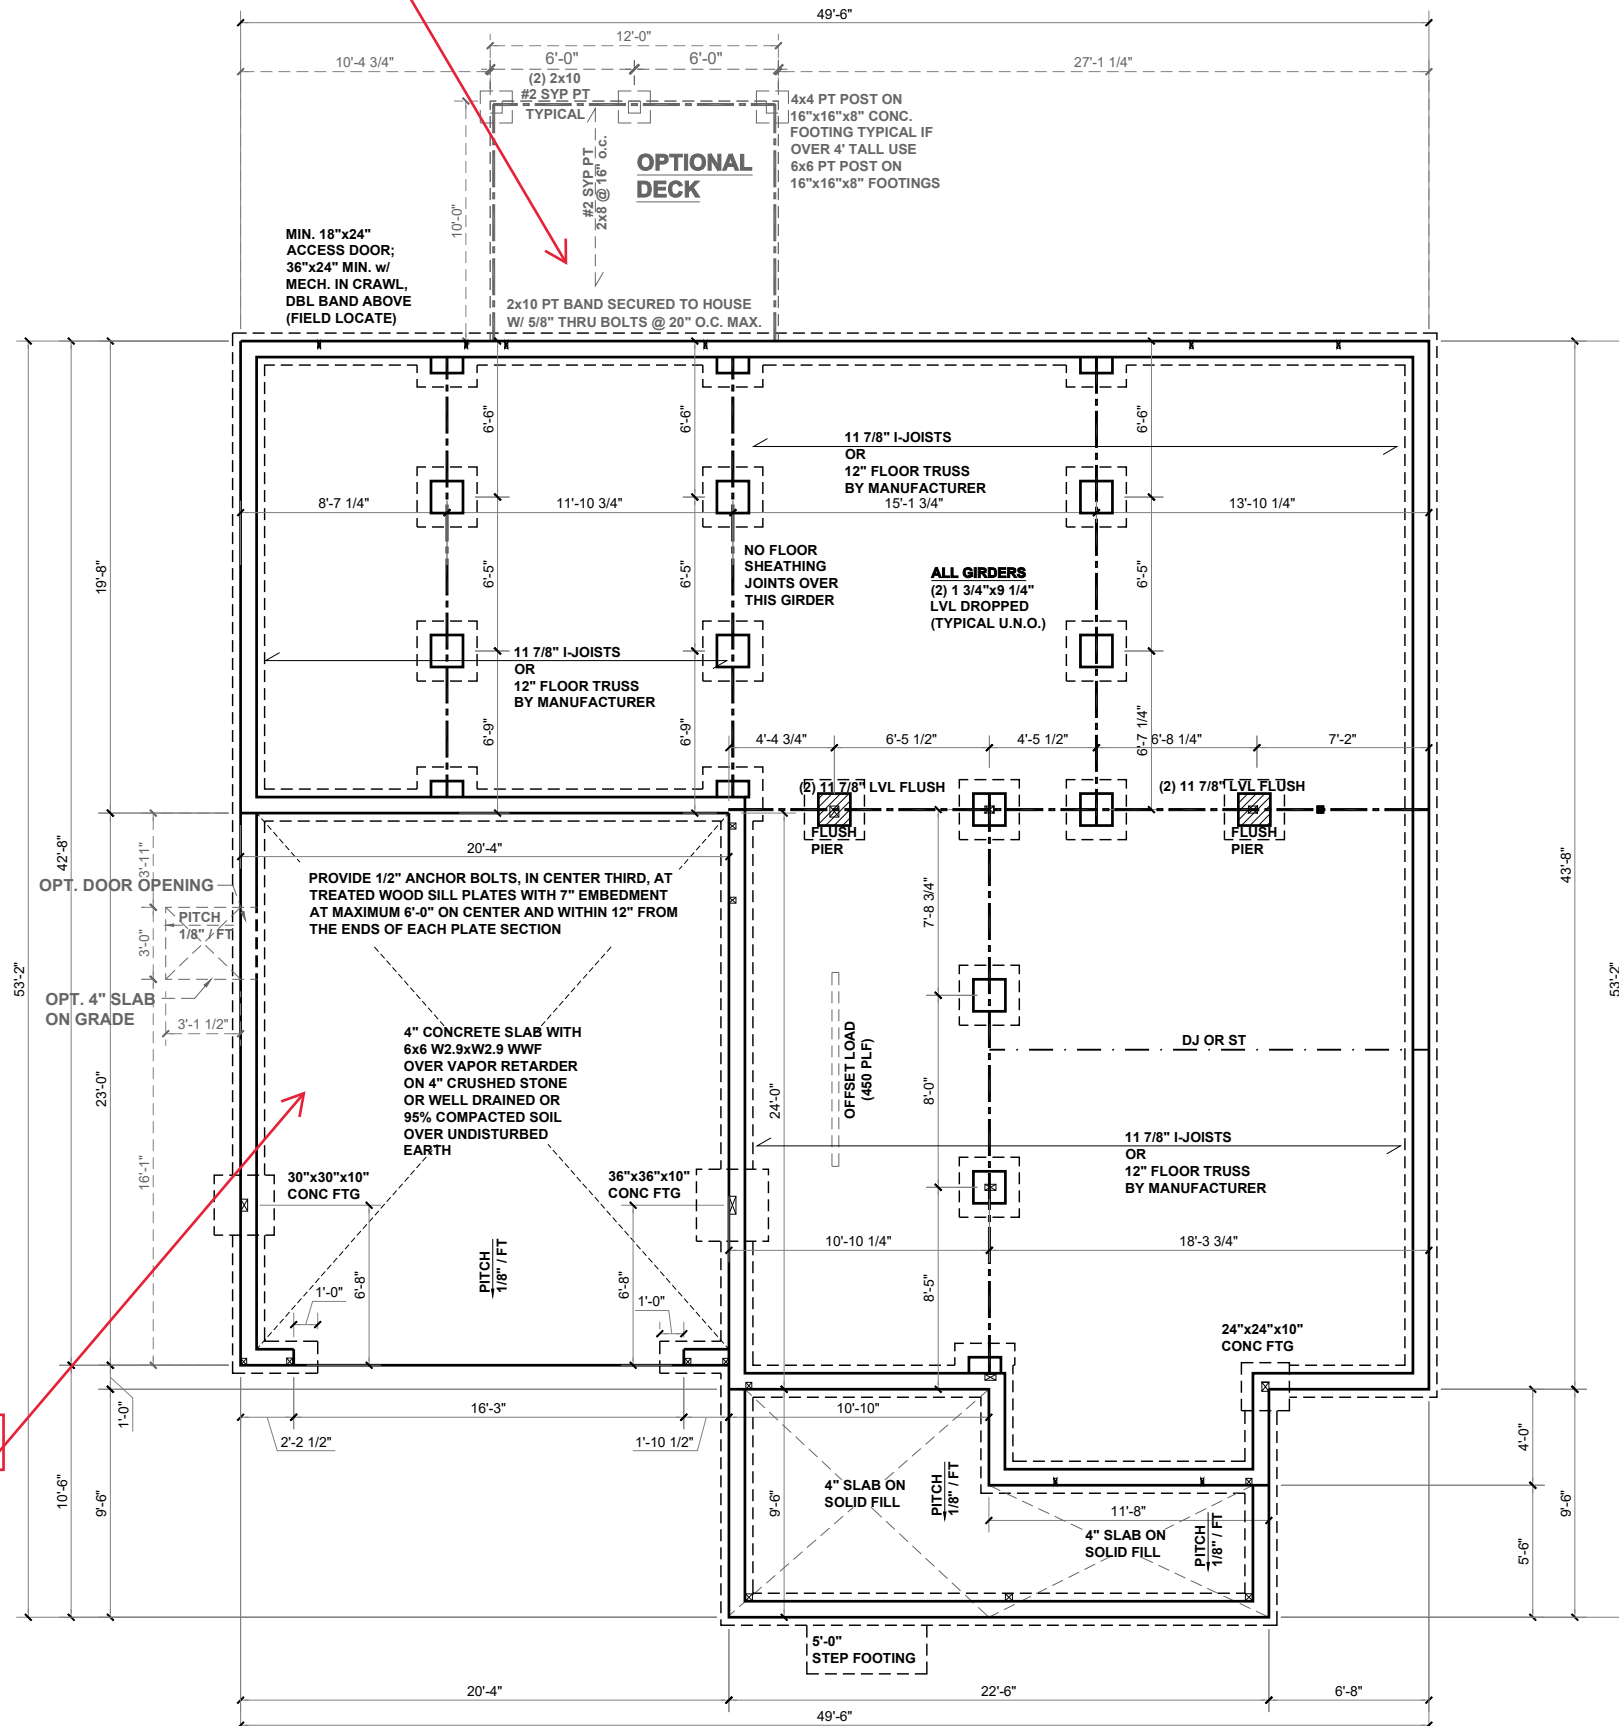 49'-6"
12'-0"
10'-4 3/4"
6'-0"
6'-0"
27'-1 1/4"
(2) 2x10
#2 SYP PT
TYPICAL
4x4 PT POST ON
16"x16"x8" CONC.
FOOTING TYPICAL IF
OVER 4' TALL USE
6x6 PT POST ON
16"x16"x8" FOOTINGS
OPTIONAL
DECK
#2 SYP PT
2x8 @ 16" o.c.
10'-0"
MIN. 18"x24"
ACCESS DOOR;
36"x24" MIN. w/
MECH. IN CRAWL,
DBL BAND ABOVE
(FIELD LOCATE)
2x10 PT BAND SECURED TO HOUSE
W/ 5/8" THRU BOLTS @ 20" O.C. MAX.
6'-6"
6'-6"
6'-6"
11 7/8" I-JOISTS
OR
12" FLOOR TRUSS
BY MANUFACTURER
8'-7 1/4"
11'-10 3/4"
15'-1 3/4"
13'-10 1/4"
19'-8"
6'-5"
6'-5"
6'-5"
NO FLOOR
SHEATHING
JOINTS OVER
THIS GIRDER
ALL GIRDERS
(2) 1 3/4"x9 1/4"
LVL DROPPED
(TYPICAL U.N.O.)
11 7/8" I-JOISTS
OR
12" FLOOR TRUSS
BY MANUFACTURER
6'-9"
6'-9"
6'-7 1/4"
4'-4 3/4"
6'-5 1/2"
4'-5 1/2"
6'-8 1/4"
7'-2"
(2) 11 7/8" LVL FLUSH
(2) 11 7/8" LVL FLUSH
FLUSH
PIER
FLUSH
PIER
42'-8"
43'-8"
53'-2"
53'-2"
20'-4"
3'-11"
OPT. DOOR OPENING
PITCH
1/8" / FT
3'-0"
OPT. 4" SLAB
ON GRADE
3'-1 1/2"
PROVIDE 1/2" ANCHOR BOLTS, IN CENTER THIRD, AT
TREATED WOOD SILL PLATES WITH 7" EMBEDMENT
AT MAXIMUM 6'-0" ON CENTER AND WITHIN 12" FROM
THE ENDS OF EACH PLATE SECTION
7'-8 3/4"
4" CONCRETE SLAB WITH
6x6 W2.9xW2.9 WWF
OVER VAPOR RETARDER
ON 4" CRUSHED STONE
OR WELL DRAINED OR
95% COMPACTED SOIL
OVER UNDISTURBED
EARTH
OFFSET LOAD
(450 PLF)
DJ OR ST
23'-0"
24'-0"
8'-0"
16'-1"
11 7/8" I-JOISTS
OR
12" FLOOR TRUSS
BY MANUFACTURER
30"x30"x10"
CONC FTG
36"x36"x10"
CONC FTG
10'-10 1/4"
18'-3 3/4"
PITCH
1/8" / FT
6'-8"
6'-8"
8'-5"
1'-0"
1'-0"
24"x24"x10"
CONC FTG
1'-0"
16'-3"
10'-10"
2'-2 1/2"
1'-10 1/2"
4'-0"
4" SLAB ON
SOLID FILL
PITCH
1/8" / FT
10'-6"
9'-6"
9'-6"
11'-8"
4" SLAB ON
SOLID FILL
PITCH
1/8" / FT
5'-6"
9'-6"
5'-0"
STEP FOOTING
20'-4"
22'-6"
6'-8"
49'-6"